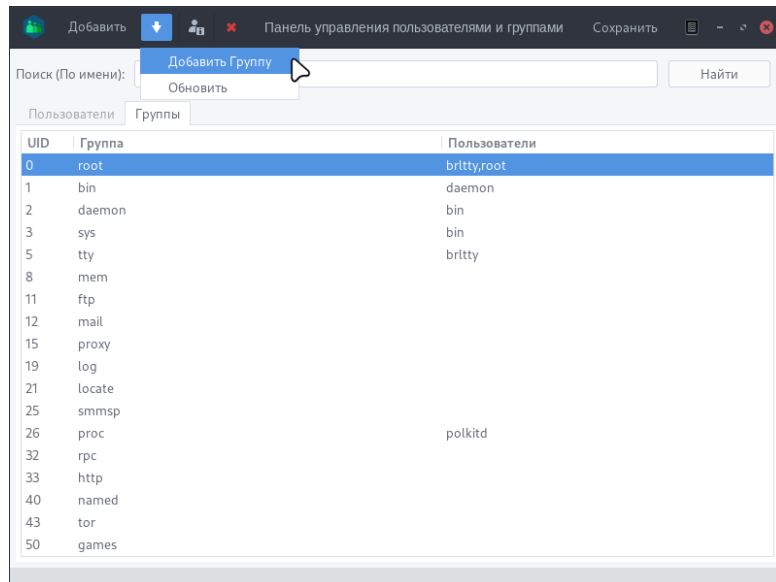 Добавить Панель управления пользователями и группами Сохранить
Добавить Группу
Обновить
Поиск (По имени): Найти
Пользователи Группы
UID Группа Пользователи
0 root brltty,root
1 bin daemon
2 daemon bin
3 sys bin
5 tty brltty
8 mem
11 ftp
12 mail
15 proxy
19 log
21 locate
25 smmsp
26 proc polkitd
32 rpc
33 http
40 named
43 tor
50 games